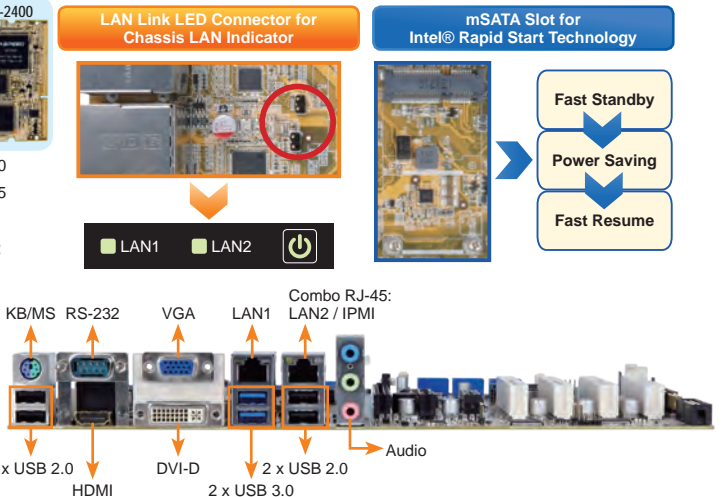 -2400
LAN Link LED Connector for
Chassis LAN Indicator
mSATA Slot for
Intel® Rapid Start Technology
Fast Standby
Power Saving
Fast Resume
0
5
LAN1
LAN2
KB/MS
RS-232
VGA
LAN1
Combo RJ-45:
LAN2 / IPMI
Audio
x USB 2.0
HDMI
DVI-D
2 x USB 3.0
2 x USB 2.0